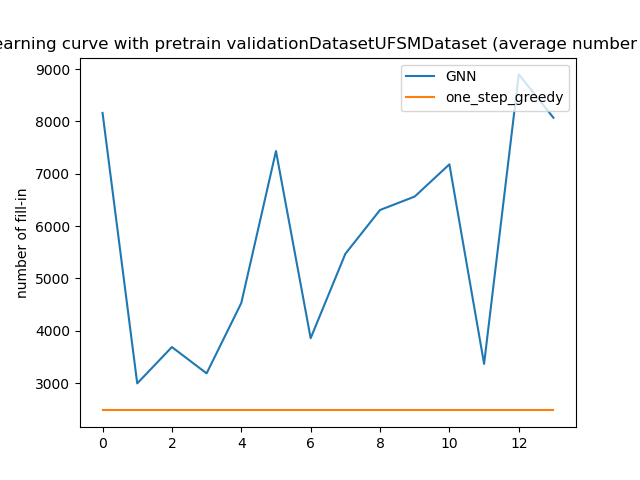 earning curve with pretrain validationDatasetUFSMDataset (average number
GNN
one_step_greedy
number of fill-in
9000
8000
7000
6000
5000
4000
3000
0 2 4 6 8 10 12